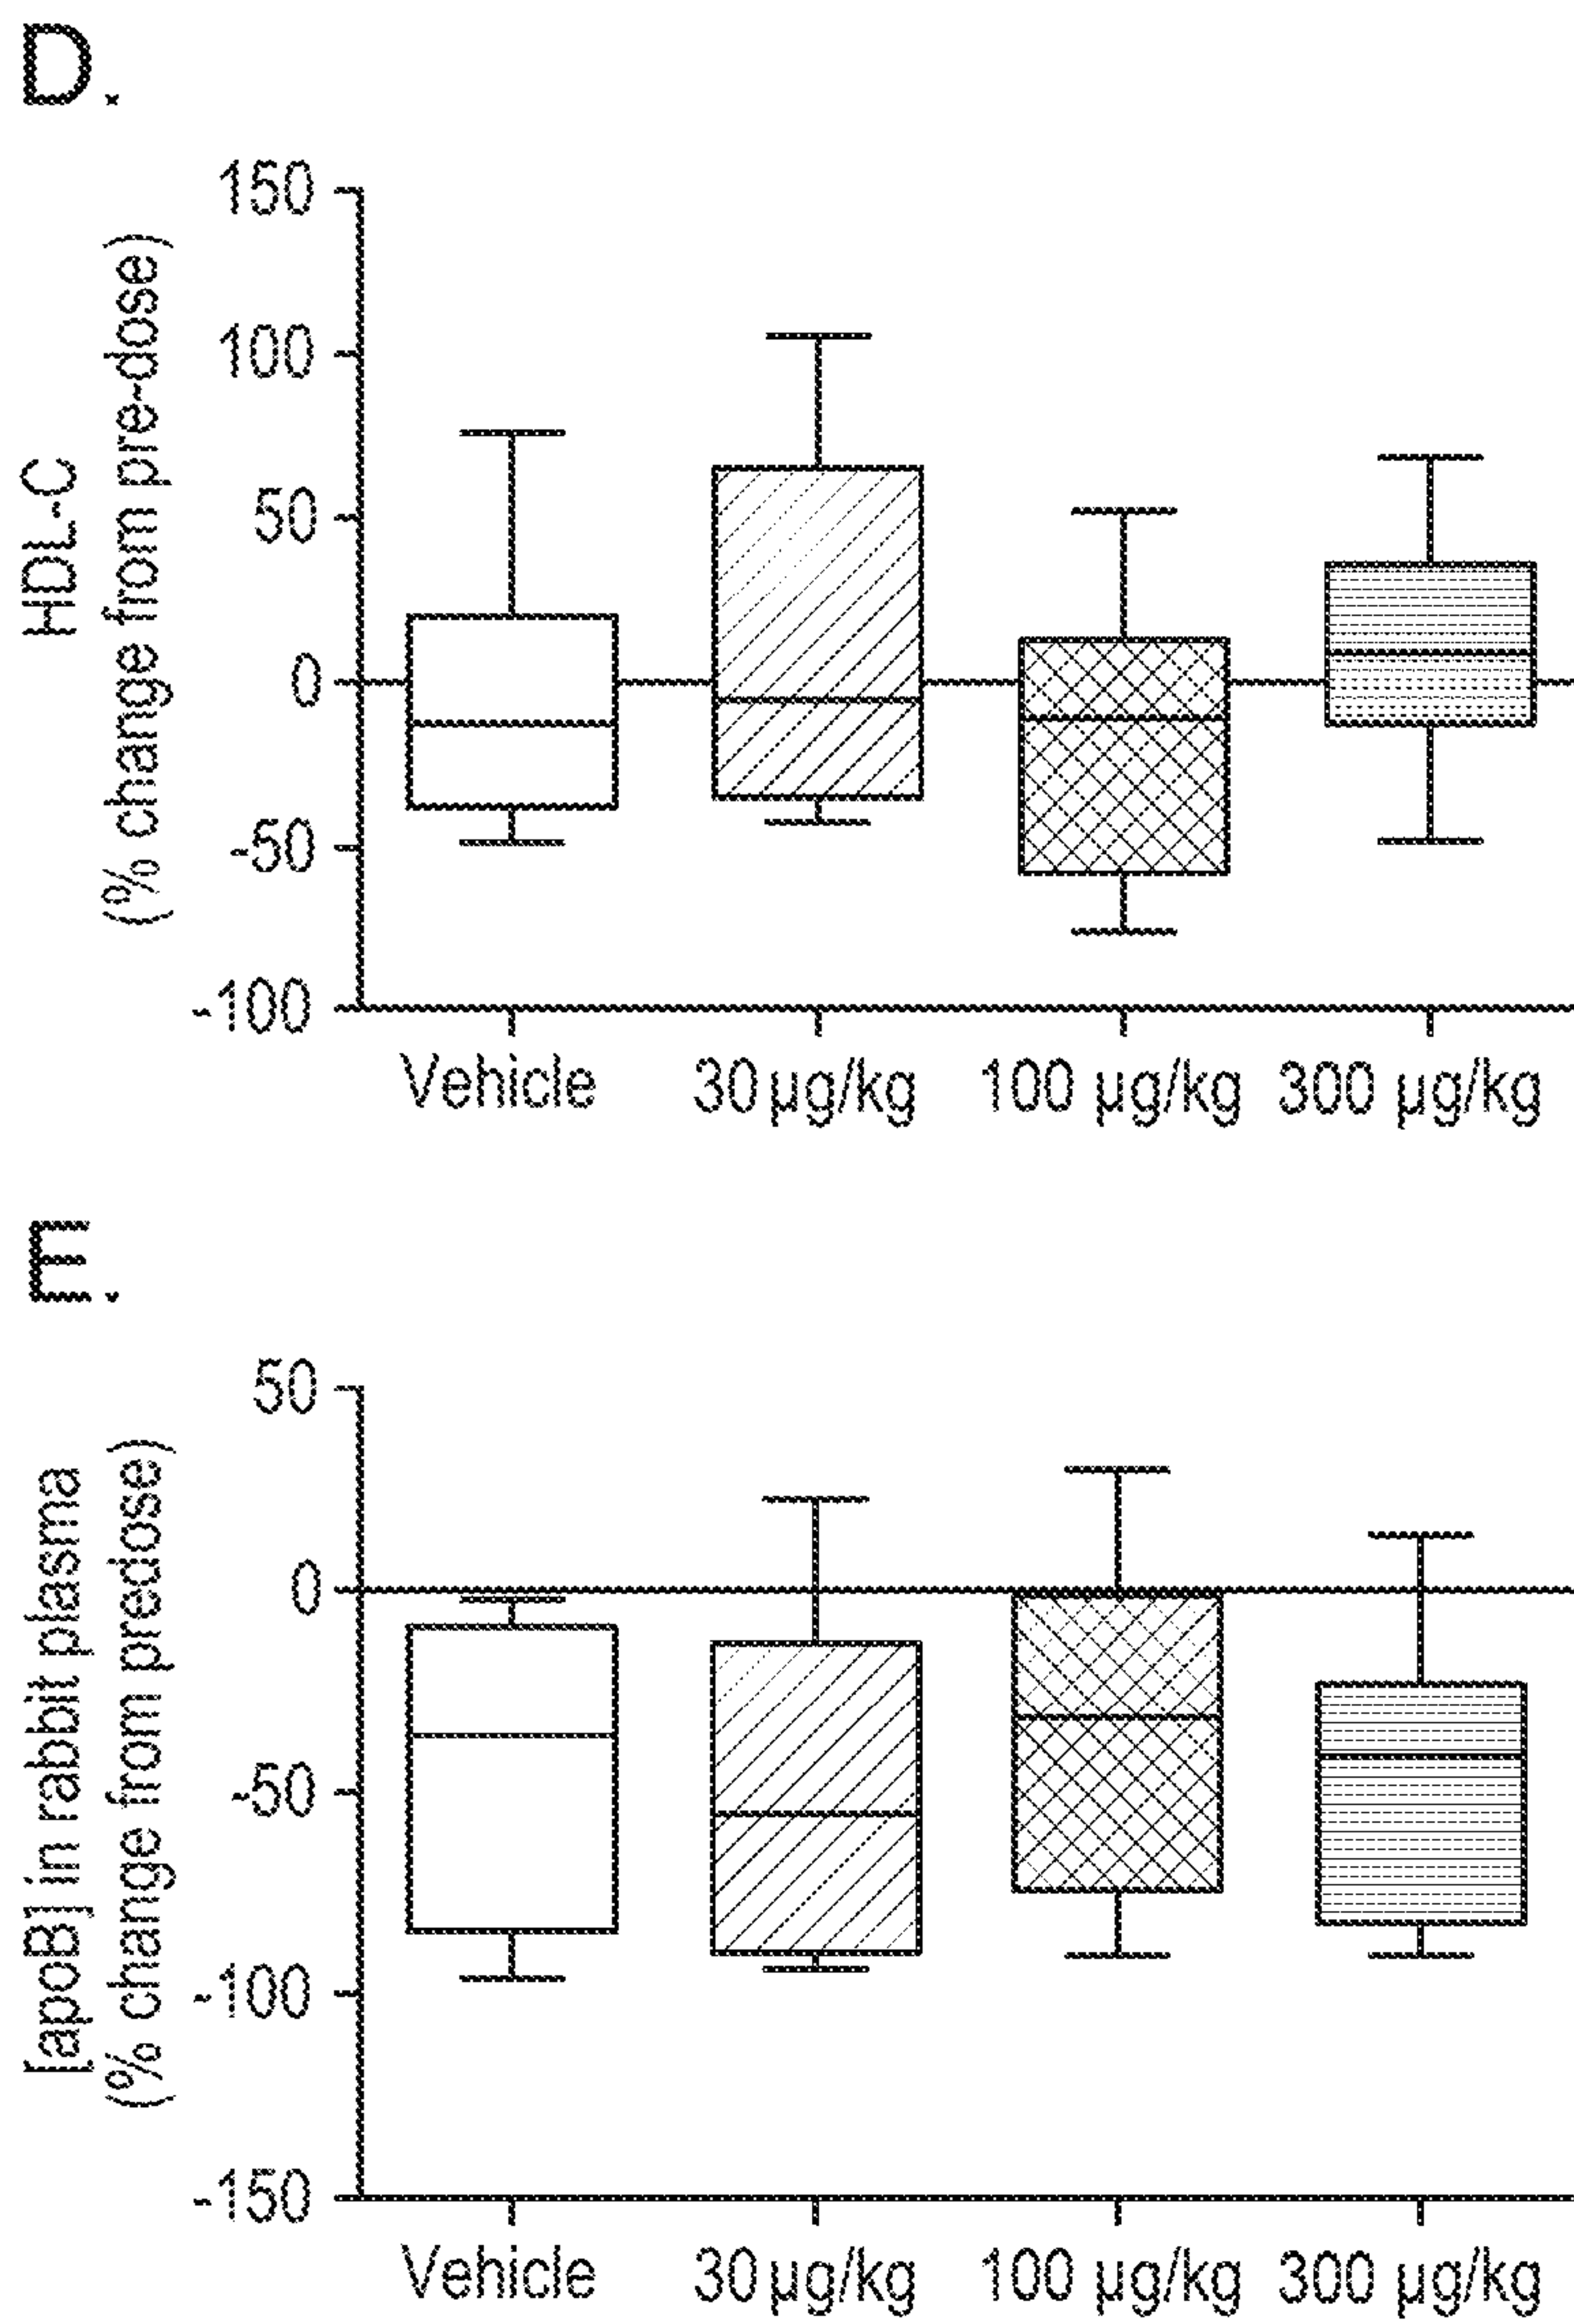 D.
HDL-C
(% change from pre-dose)
150
100
50
0
-50
-100
Vehicle 30 µg/kg 100 µg/kg 300 µg/kg
E.
[apoB] in rabbit plasma
(% change from predose)
50
0
-50
-100
-150
Vehicle 30 µg/kg 100 µg/kg 300 µg/kg